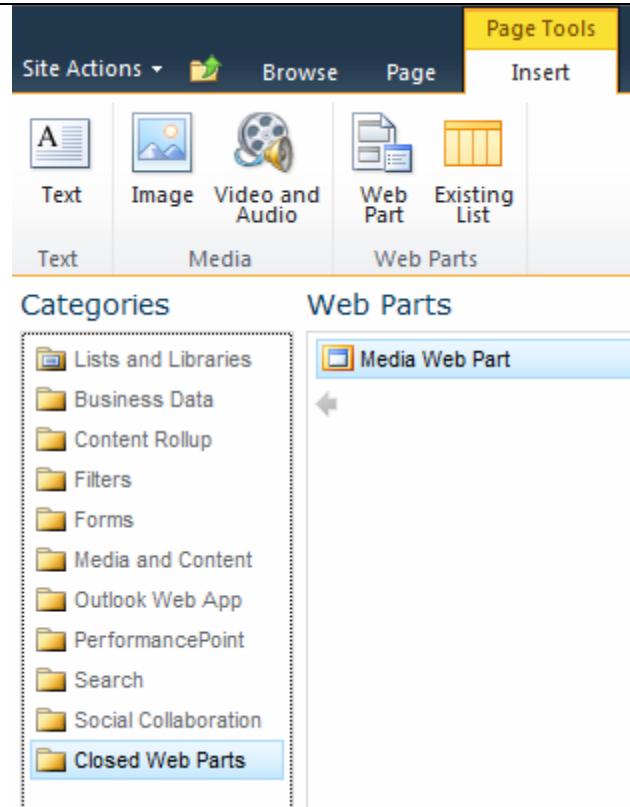 Page Tools
Site Actions Browse Page Insert
A
Text Image Video and Audio Web Part Existing List
Text Media Web Parts
Categories Web Parts
Lists and Libraries Media Web Part
Business Data
Content Rollup
Filters
Forms
Media and Content
Outlook Web App
PerformancePoint
Search
Social Collaboration
Closed Web Parts